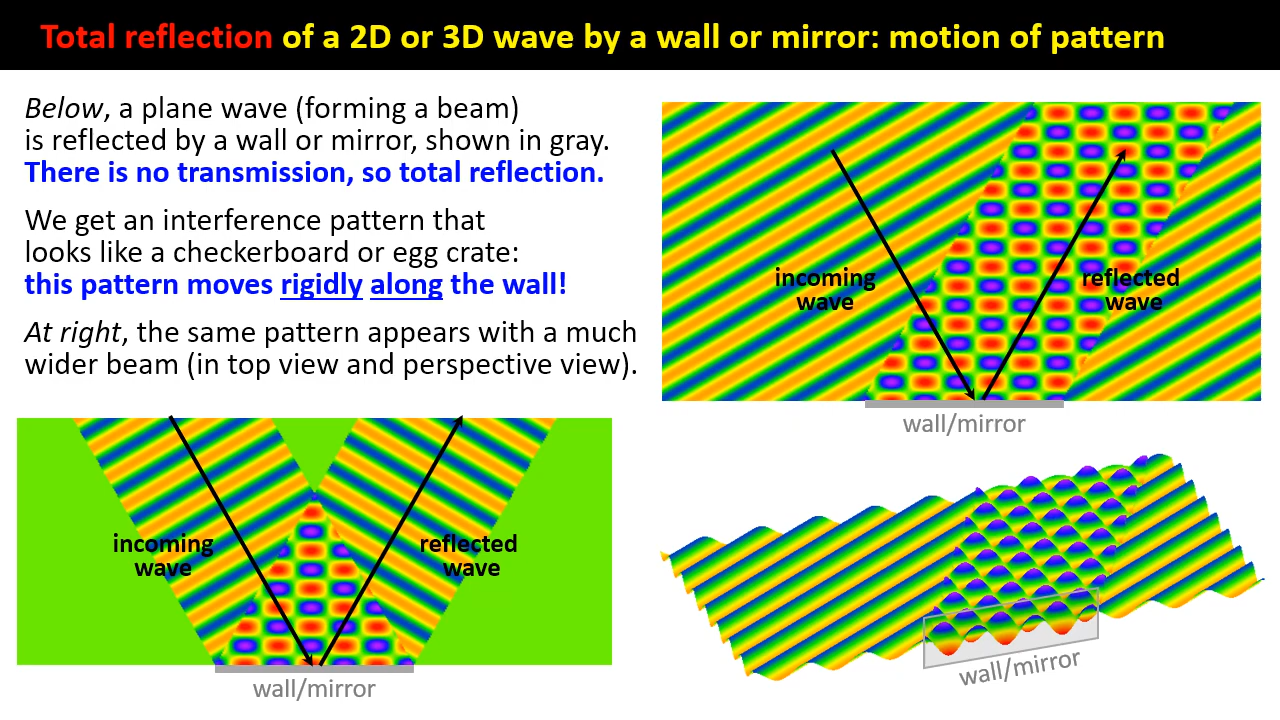 Total reflection of a 2D or 3D wave by a wall or mirror: motion of pattern
Below, a plane wave (forming a beam)
is reflected by a wall or mirror, shown in gray.
There is no transmission, so total reflection.
We get an interference pattern that
looks like a checkerboard or egg crate:
this pattern moves rigidly along the wall!
At right, the same pattern appears with a much
wider beam (in top view and perspective view).
incoming
wave
reflected
wave
wall/mirror
incoming
wave
reflected
wave
wall/mirror
wall/mirror